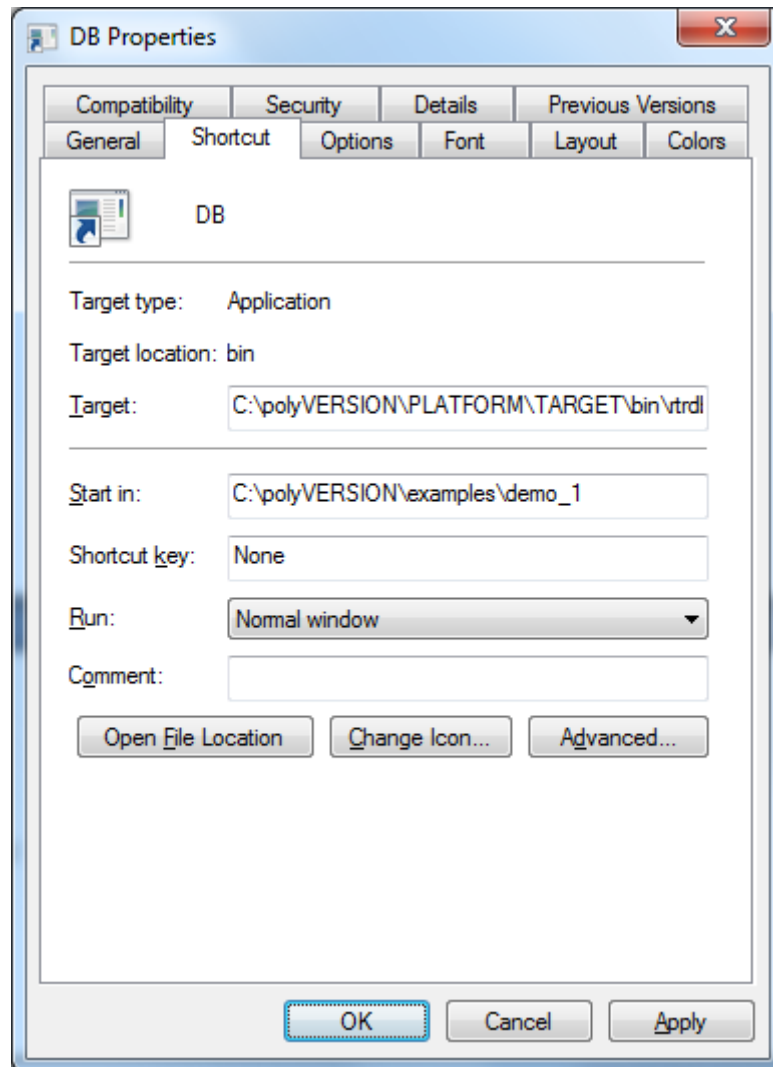 DB Properties
Compatibility Security Details Previous Versions
General Shortcut Options Font Layout Colors
DB
Target type: Application
Target location: bin
Target: C:\polyVERSION\PLATFORM\TARGET\bin\rtrdl
Start in: C:\polyVERSION\examples\demo_1
Shortcut key: None
Run: Normal window
Comment:
Open File Location Change Icon... Advanced...
OK Cancel Apply